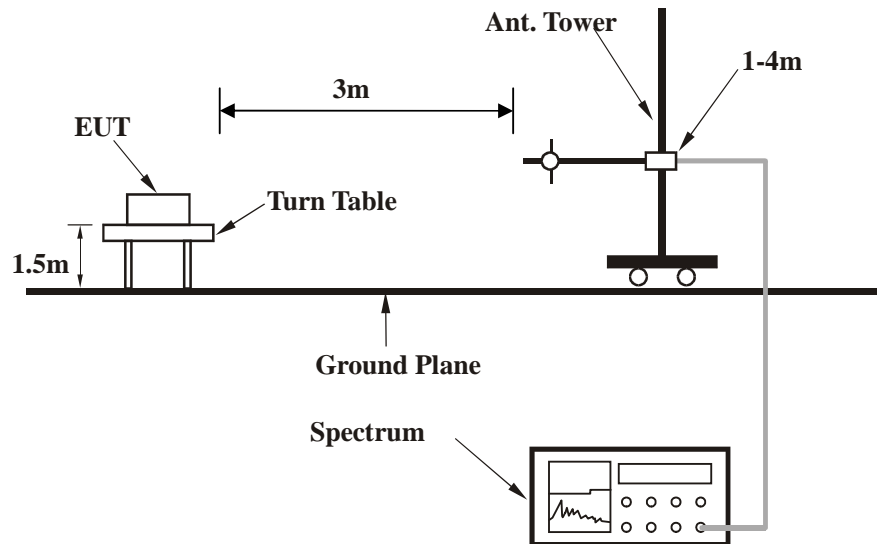 Ant. Tower
1-4m
3m
EUT
Turn Table
1.5m
Ground Plane
Spectrum